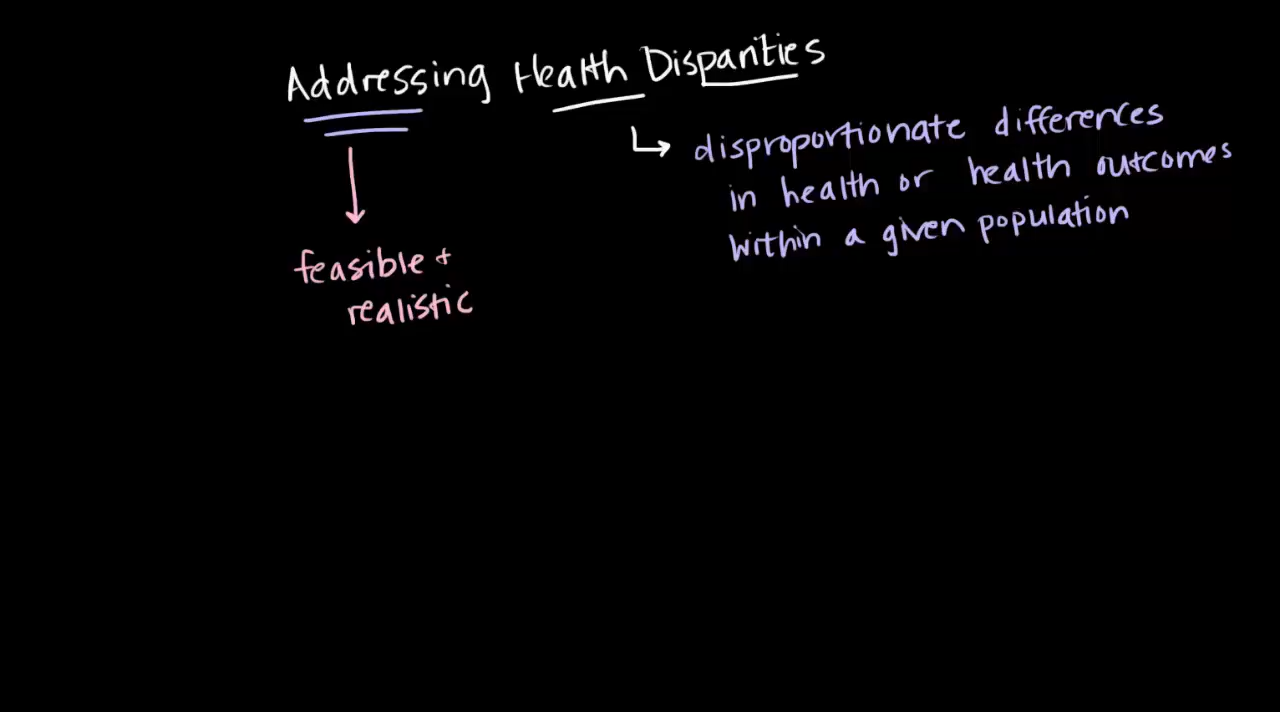 Addressing Health Disparities
disproportionate differences
in health or health outcomes
within a given population
feasible +
realistic